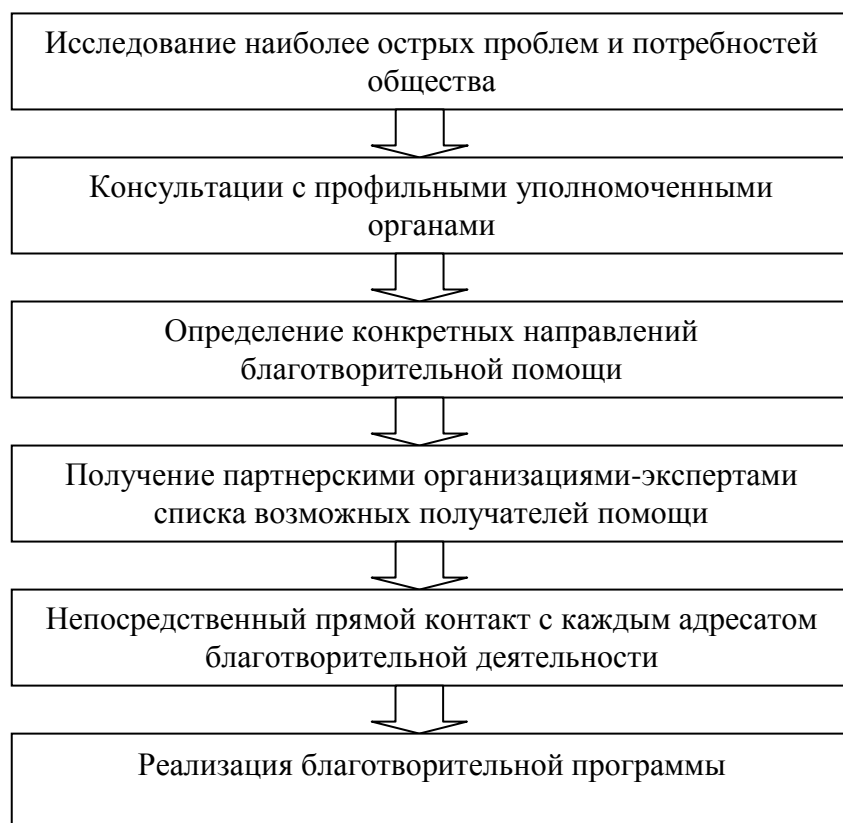 Исследование наиболее острых проблем и потребностей
общества
Консультации с профильными уполномоченными
органами
Определение конкретных направлений
благотворительной помощи
Получение партнерскими организациями-экспертами
списка возможных получателей помощи
Непосредственный прямой контакт с каждым адресатом
благотворительной деятельности
Реализация благотворительной программы